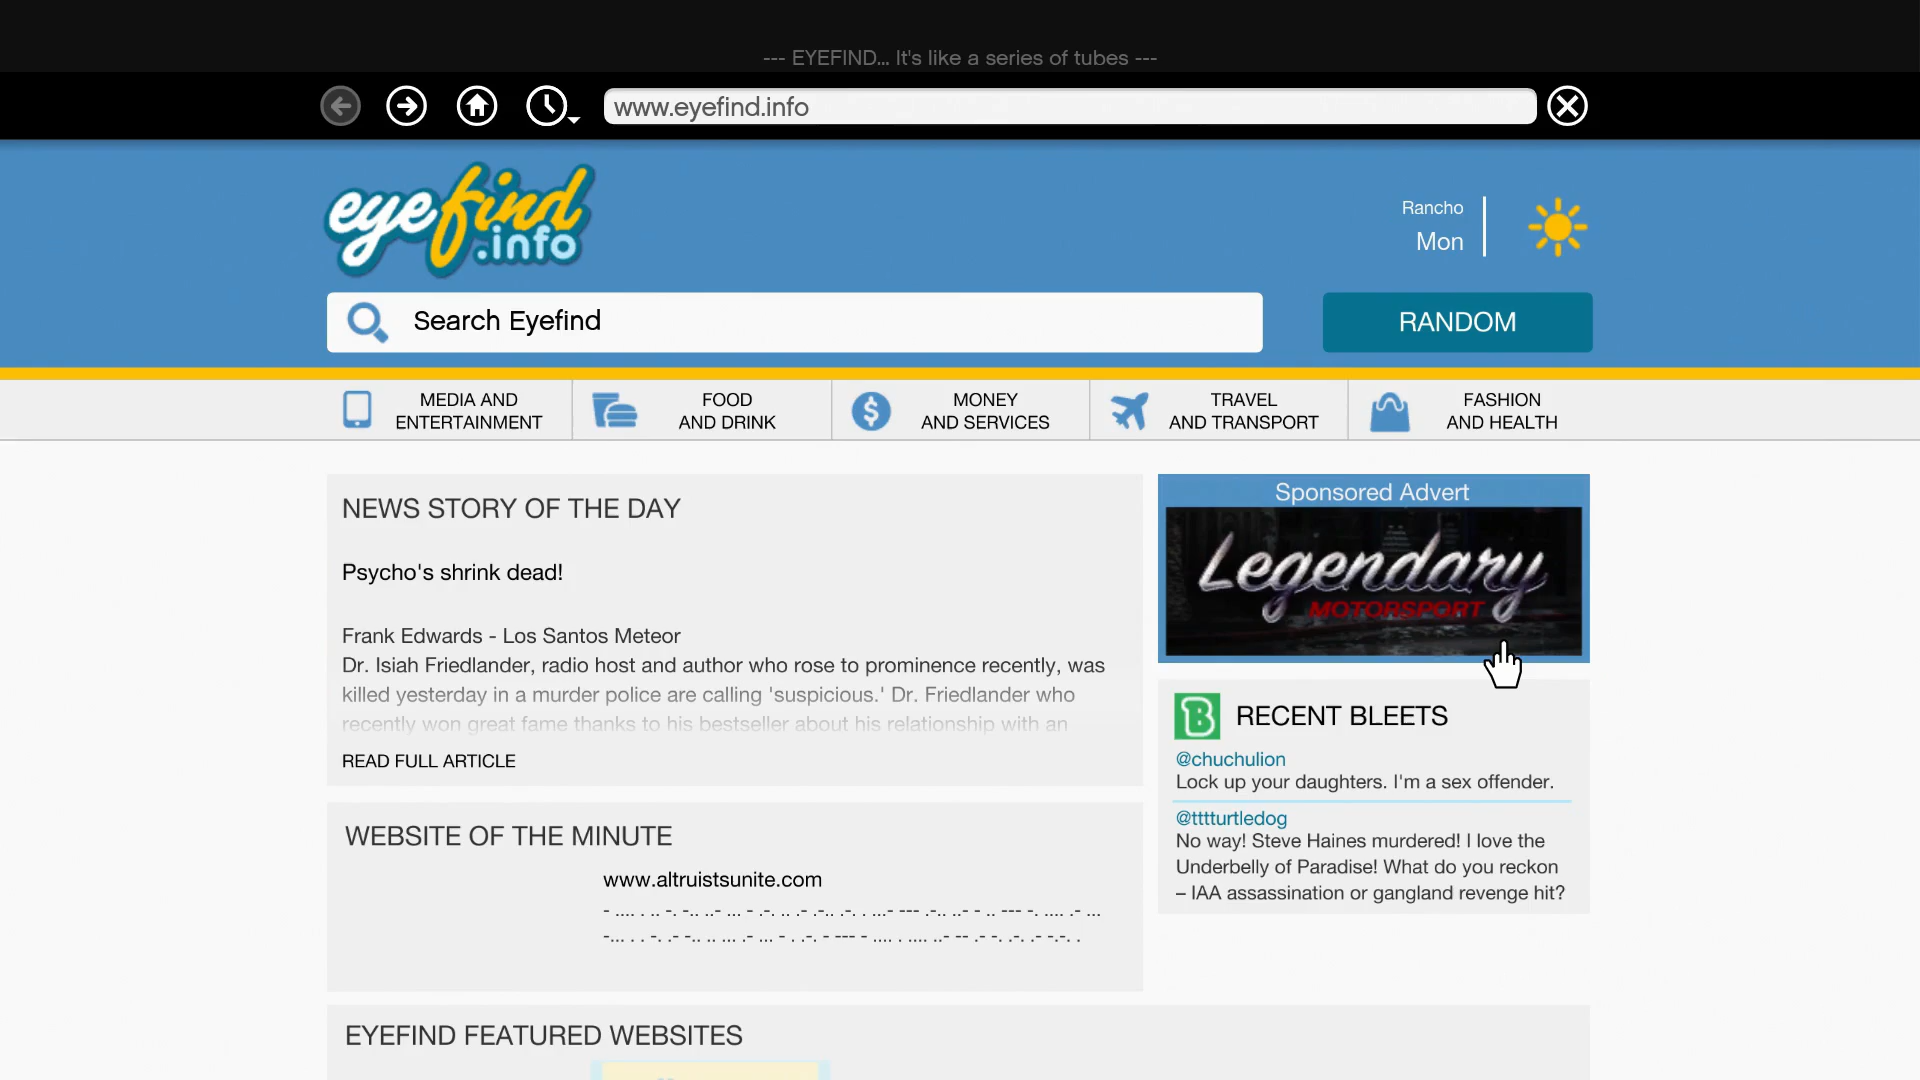 --- EYEFIND... It's like a series of tubes ---
www.eyefind.info
eyefind
.info
Rancho
Mon
Search Eyefind
RANDOM
MEDIA AND
ENTERTAINMENT
FOOD
AND DRINK
MONEY
AND SERVICES
TRAVEL
AND TRANSPORT
FASHION
AND HEALTH
NEWS STORY OF THE DAY
Psycho's shrink dead!
Frank Edwards - Los Santos Meteor
Dr. Isiah Friedlander, radio host and author who rose to prominence recently, was
killed yesterday in a murder police are calling 'suspicious.' Dr. Friedlander who
recently won great fame thanks to his bestseller about his relationship with an
READ FULL ARTICLE
WEBSITE OF THE MINUTE
www.altruistsunite.com
- .... . .. -. -.. ..- ... - .-. .. .- .-.. .-. . ...- --- .-.. ..- - .. --- -. .... .- ...
-... . . -. .- -.. .. ... .- ... - . .-. - --- - .... . .... ..- -- .- -. .-. .- -.-. .
Sponsored Advert
Legendary
MOTORSPORT
B RECENT BLEETS
@chuchulion
Lock up your daughters. I'm a sex offender.
@tttturtledog
No way! Steve Haines murdered! I love the
Underbelly of Paradise! What do you reckon
– IAA assassination or gangland revenge hit?
EYEFIND FEATURED WEBSITES